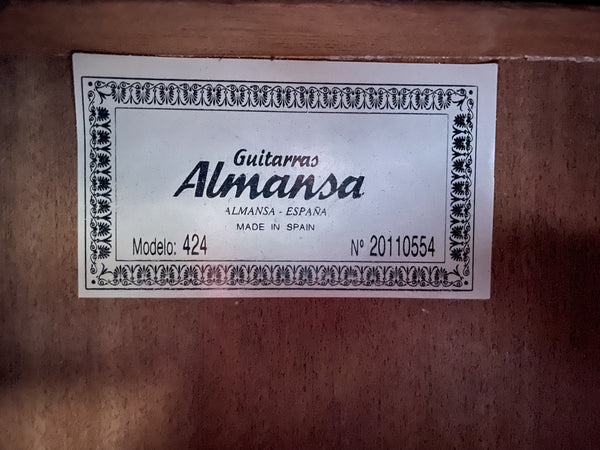 Guitarras
Almansa
ALMANSA - ESPAÑA
MADE IN SPAIN
Modelo: 424 Nº 20110554